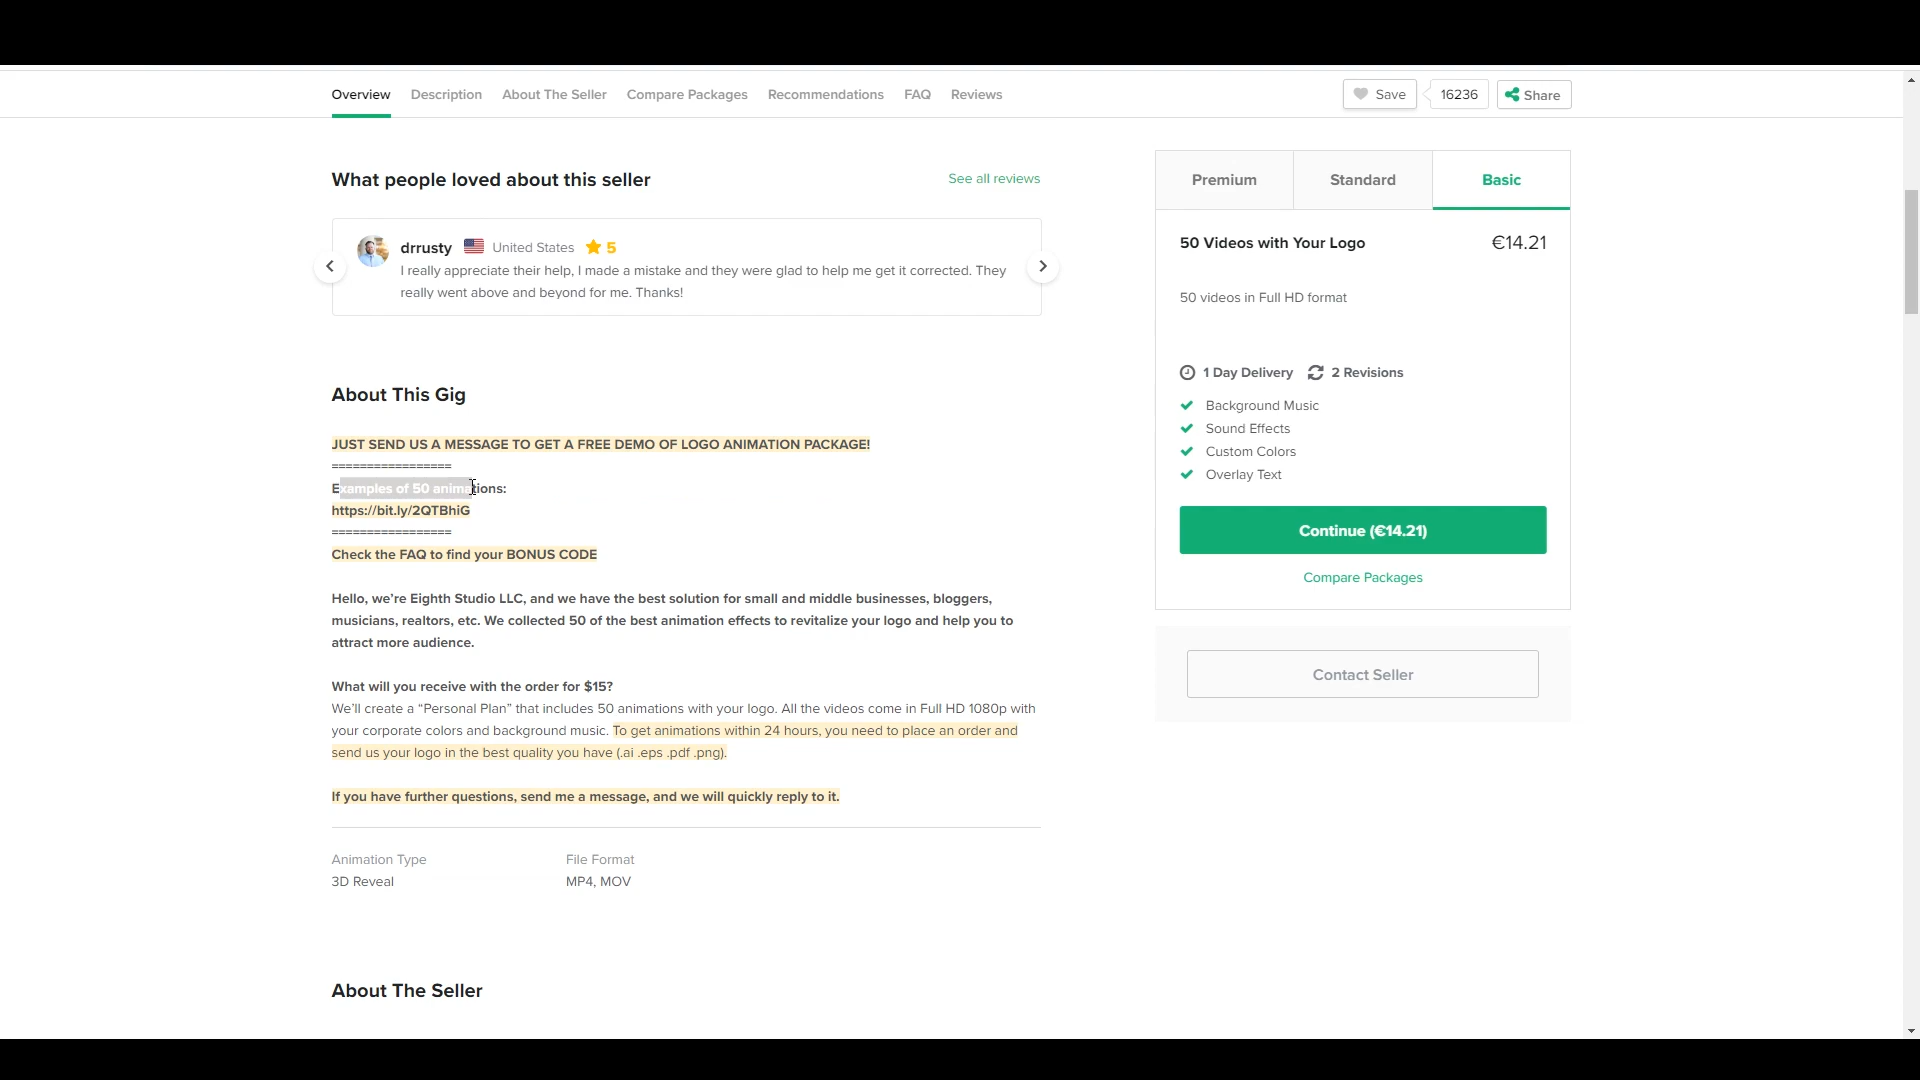 Overview Description About The Seller Compare Packages Recommendations FAQ Reviews
Save 16236 Share
What people loved about this seller
See all reviews
drrusty United States 5
I really appreciate their help, I made a mistake and they were glad to help me get it corrected. They
really went above and beyond for me. Thanks!
About This Gig
JUST SEND US A MESSAGE TO GET A FREE DEMO OF LOGO ANIMATION PACKAGE!
=================
Examples of 50 animations:
https://bit.ly/2QTBhiG
=================
Check the FAQ to find your BONUS CODE
Hello, we're Eighth Studio LLC, and we have the best solution for small and middle businesses, bloggers,
musicians, realtors, etc. We collected 50 of the best animation effects to revitalize your logo and help you to
attract more audience.
What will you receive with the order for $15?
We'll create a “Personal Plan” that includes 50 animations with your logo. All the videos come in Full HD 1080p with
your corporate colors and background music. To get animations within 24 hours, you need to place an order and
send us your logo in the best quality you have (.ai .eps .pdf .png).
If you have further questions, send me a message, and we will quickly reply to it.
Animation Type
3D Reveal
File Format
MP4, MOV
About The Seller
Premium Standard Basic
50 Videos with Your Logo €14.21
50 videos in Full HD format
1 Day Delivery 2 Revisions
Background Music
Sound Effects
Custom Colors
Overlay Text
Continue (€14.21)
Compare Packages
Contact Seller